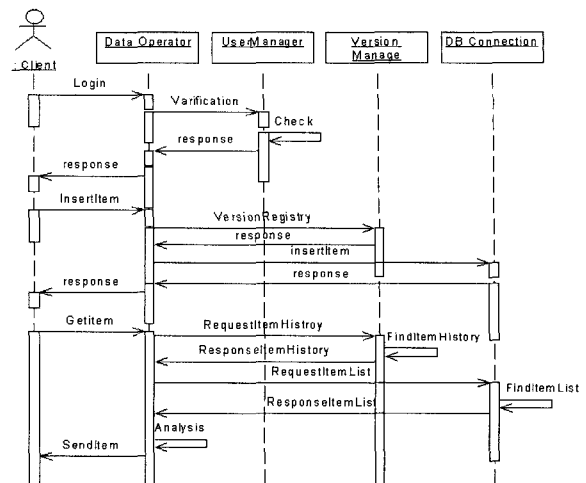 Data Operator
UserManager
Version
Manage
DB Connection
: Client
Login
Varification
Check
response
response
InsertItem
VersionRegistry
response
insertItem
response
response
GetItem
RequestItemHistroy
FindItemHistory
ResponseItemHistory
RequestItemList
FindItemList
ResponseItemList
Analysis
SendItem